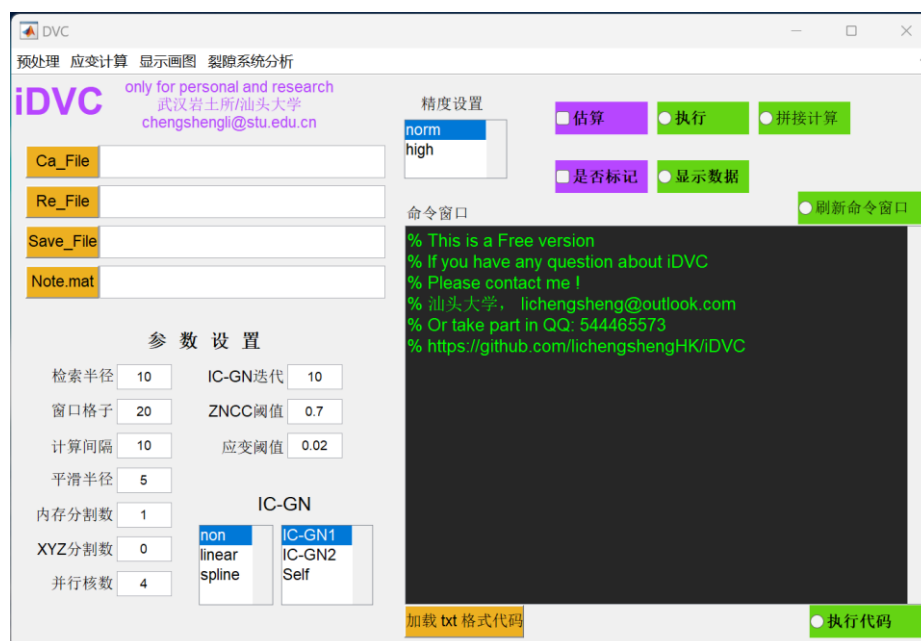 DVC
预处理 应变计算 显示画图 裂隙系统分析
iDVC
only for personal and research
武汉岩土所/汕头大学
chengshengli@stu.edu.cn
Ca_File
Re_File
Save_File
Note.mat
精度设置
norm
high
估算
执行
拼接计算
是否标记
显示数据
刷新命令窗口
命令窗口
% This is a Free version
% If you have any question about iDVC
% Please contact me !
% 汕头大学， lichengsheng@outlook.com
% Or take part in QQ: 544465573
% https://github.com/lichengshengHK/iDVC
参 数 设 置
检索半径 10 IC-GN迭代 10
窗口格子 20 ZNCC阈值 0.7
计算间隔 10 应变阈值 0.02
平滑半径 5
内存分割数 1
XYZ分割数 0
并行核数 4
IC-GN
non
linear
spline
IC-GN1
IC-GN2
Self
加载 txt 格式代码
执行代码